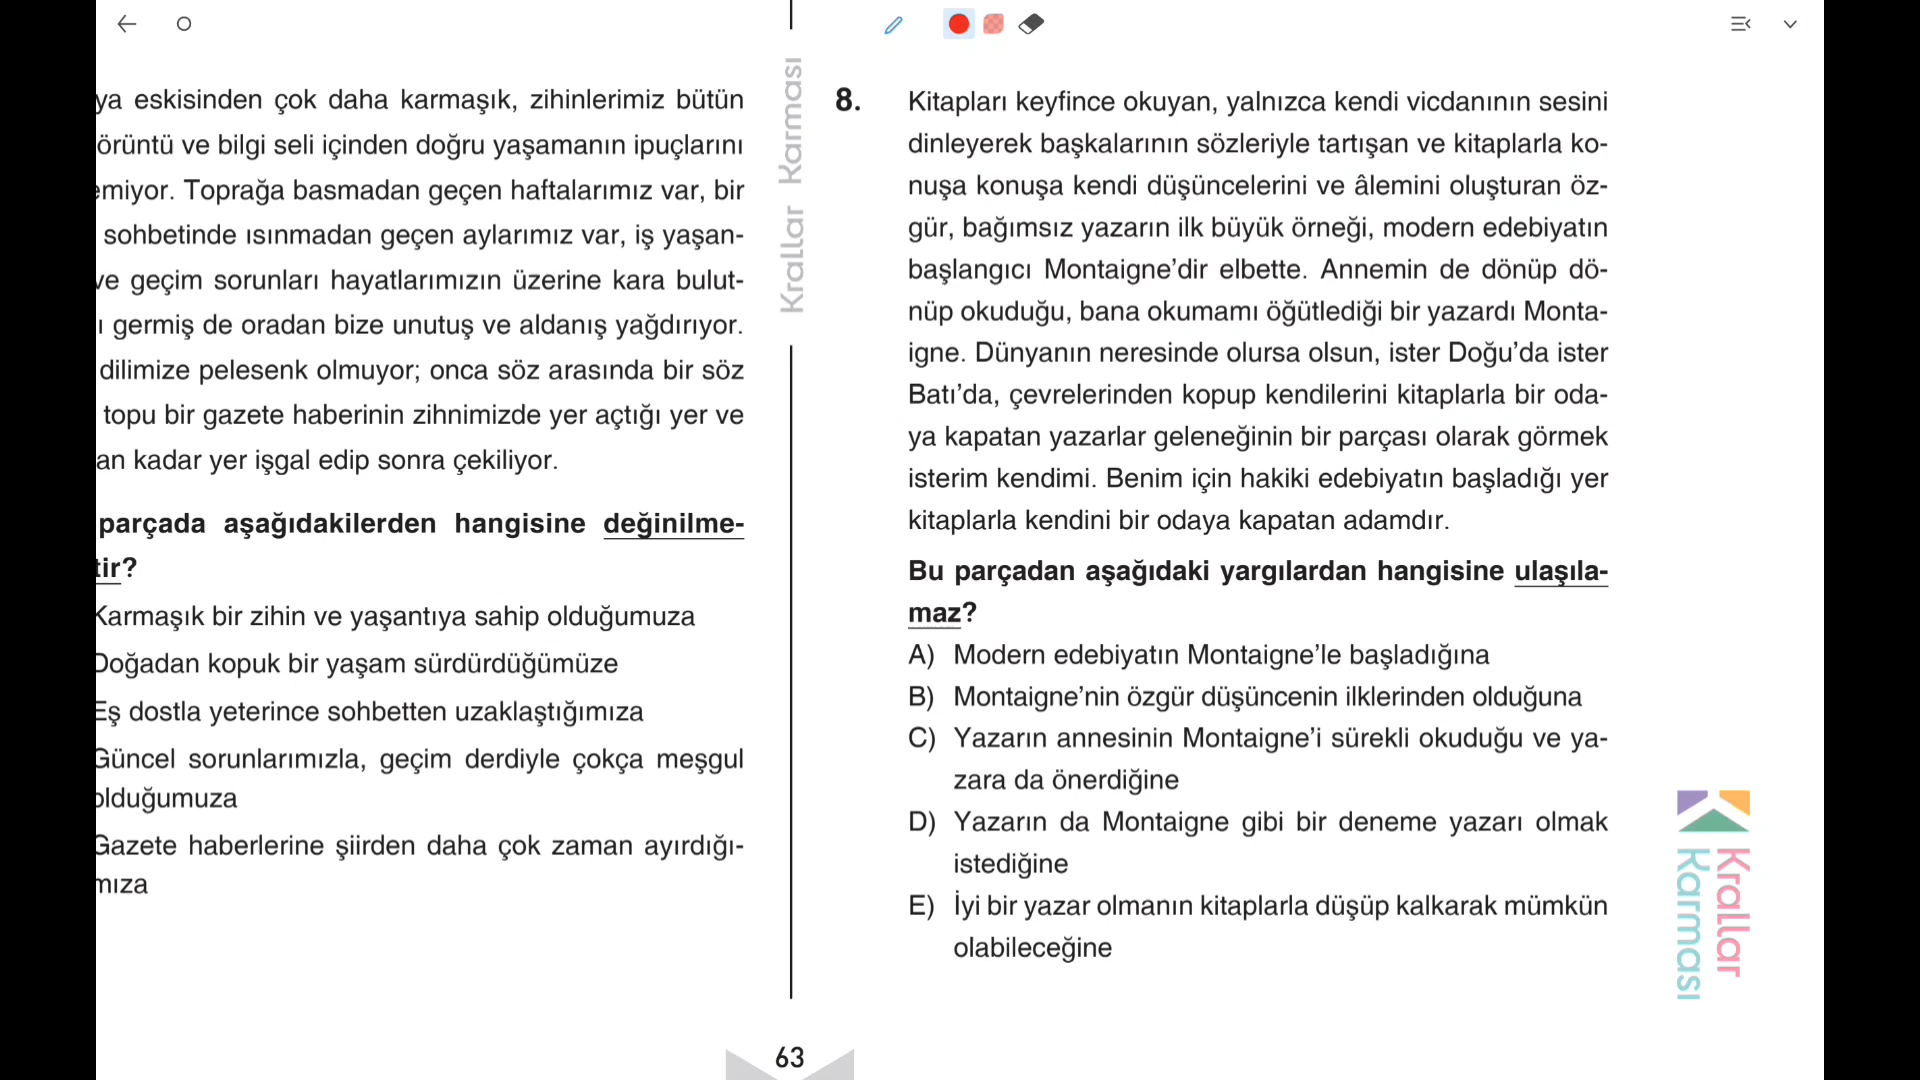 ya eskisinden çok daha karmaşık, zihinlerimiz bütün
örüntü ve bilgi seli içinden doğru yaşamanın ipuçlarını
emiyor. Toprağa basmadan geçen haftalarımız var, bir
sohbetinde ısınmadan geçen aylarımız var, iş yaşan-
ve geçim sorunları hayatlarımızın üzerine kara bulut-
ı germiş de oradan bize unutuş ve aldanış yağdırıyor.
dilimize pelesenk olmuyor; onca söz arasında bir söz
topu bir gazete haberinin zihnimizde yer açtığı yer ve
an kadar yer işgal edip sonra çekiliyor.
parçada aşağıdakilerden hangisine değinilme-
tir?
Karmaşık bir zihin ve yaşantıya sahip olduğumuza
Doğadan kopuk bir yaşam sürdürdüğümüze
Eş dostla yeterince sohbetten uzaklaştığımıza
Güncel sorunlarımızla, geçim derdiyle çokça meşgul
olduğumuza
Gazete haberlerine şiirden daha çok zaman ayırdığı-
mıza
Krallar Karması
8. Kitapları keyfince okuyan, yalnızca kendi vicdanının sesini
dinleyerek başkalarının sözleriyle tartışan ve kitaplarla ko-
nuşa konuşa kendi düşüncelerini ve âlemini oluşturan öz-
gür, bağımsız yazarın ilk büyük örneği, modern edebiyatın
başlangıcı Montaigne’dir elbette. Annemin de dönüp dö-
nüp okuduğu, bana okumamı öğütlediği bir yazardı Monta-
igne. Dünyanın neresinde olursa olsun, ister Doğu’da ister
Batı’da, çevrelerinden kopup kendilerini kitaplarla bir oda-
ya kapatan yazarlar geleneğinin bir parçası olarak görmek
isterim kendimi. Benim için hakiki edebiyatın başladığı yer
kitaplarla kendini bir odaya kapatan adamdır.
Bu parçadan aşağıdaki yargılardan hangisine ulaşıla-
maz?
A) Modern edebiyatın Montaigne’le başladığına
B) Montaigne’nin özgür düşüncenin ilklerinden olduğuna
C) Yazarın annesinin Montaigne’i sürekli okuduğu ve ya-
zara da önerdiğine
D) Yazarın da Montaigne gibi bir deneme yazarı olmak
istediğine
E) İyi bir yazar olmanın kitaplarla düşüp kalkarak mümkün
olabileceğine
Krallar
Karması
63